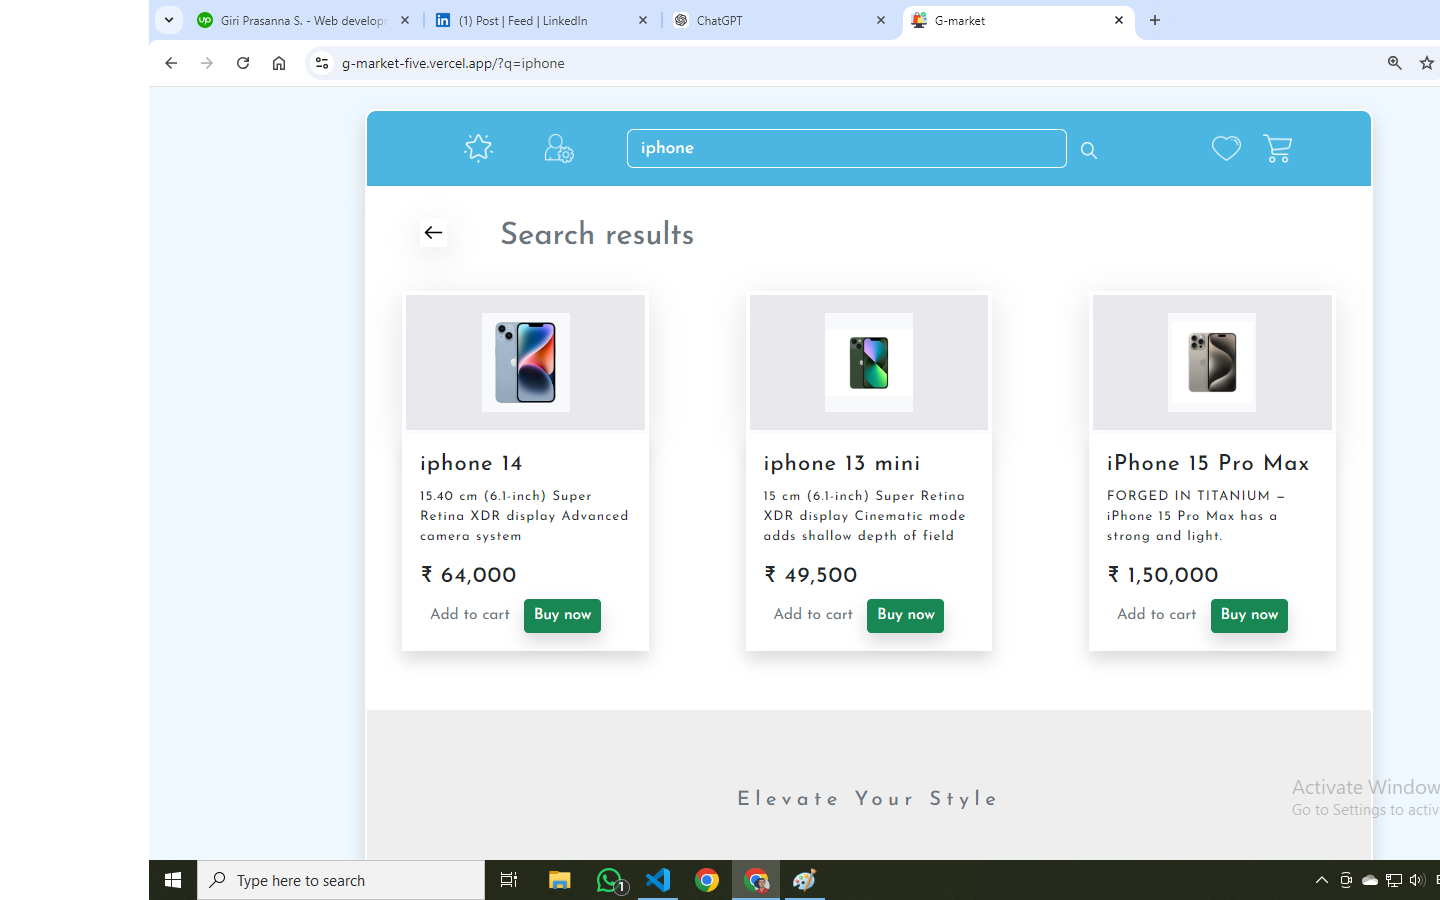 Giri Prasanna S. - Web develop
(1) Post | Feed | LinkedIn
ChatGPT
G-market
g-market-five.vercel.app/?q=iphone
iphone
Search results
iphone 14
15.40 cm (6.1-inch) Super
Retina XDR display Advanced
camera system
₹ 64,000
Add to cart Buy now
iphone 13 mini
15 cm (6.1-inch) Super Retina
XDR display Cinematic mode
adds shallow depth of field
₹ 49,500
Add to cart Buy now
iPhone 15 Pro Max
FORGED IN TITANIUM –
iPhone 15 Pro Max has a
strong and light.
₹ 1,50,000
Add to cart Buy now
Elevate Your Style
Activate Window
Go to Settings to activ
Type here to search
1